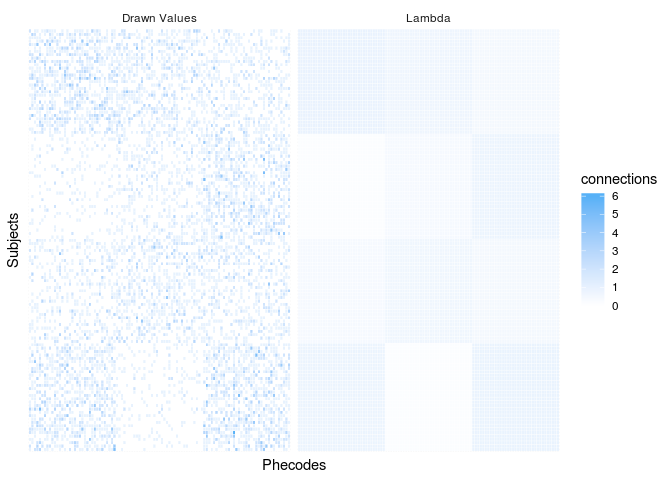 Drawn Values
Lambda
Subjects
Phecodes
connections
6
5
4
3
2
1
0